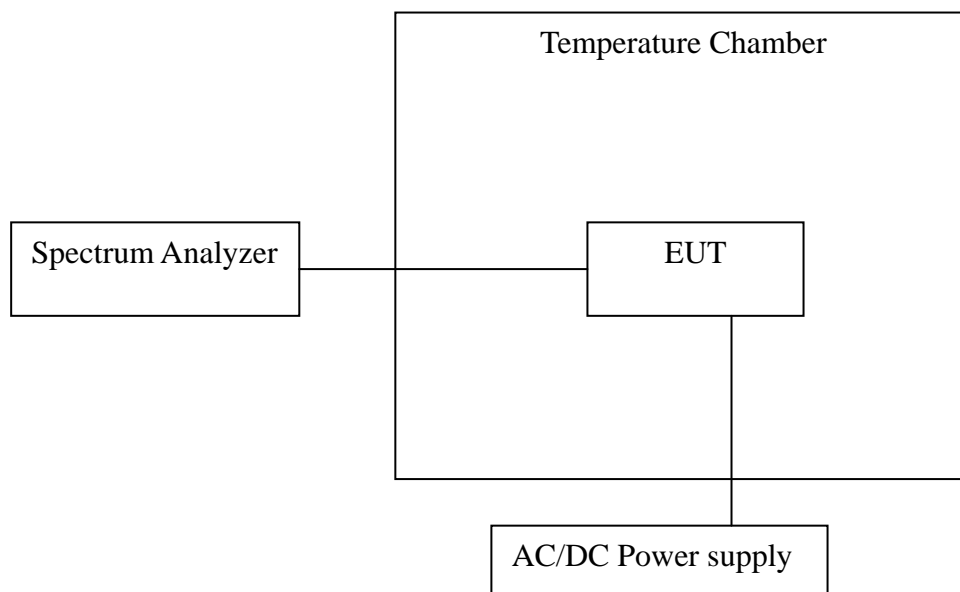 Temperature Chamber
Spectrum Analyzer
EUT
AC/DC Power supply